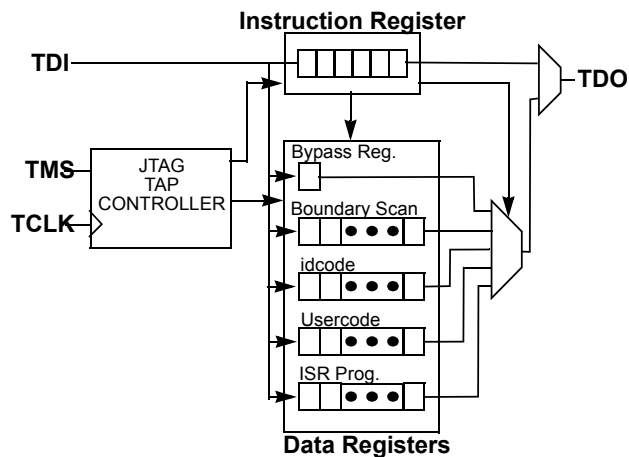 Instruction Register
TDI
TDO
Bypass Reg.
JTAG
TAP
CONTROLLER
TMS
TCLK
Boundary Scan
idcode
Usercode
ISR Prog.
Data Registers